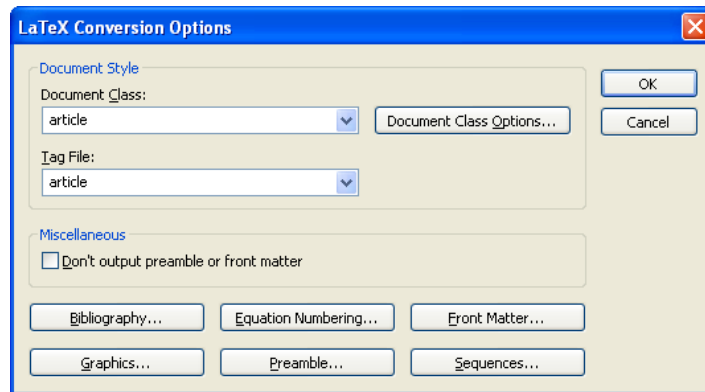 LaTeX Conversion Options
Document Style
Document Class:
article
Document Class Options...
Tag File:
article
Miscellaneous
Don't output preamble or front matter
Bibliography... Equation Numbering... Front Matter...
Graphics... Preamble... Sequences...
OK
Cancel